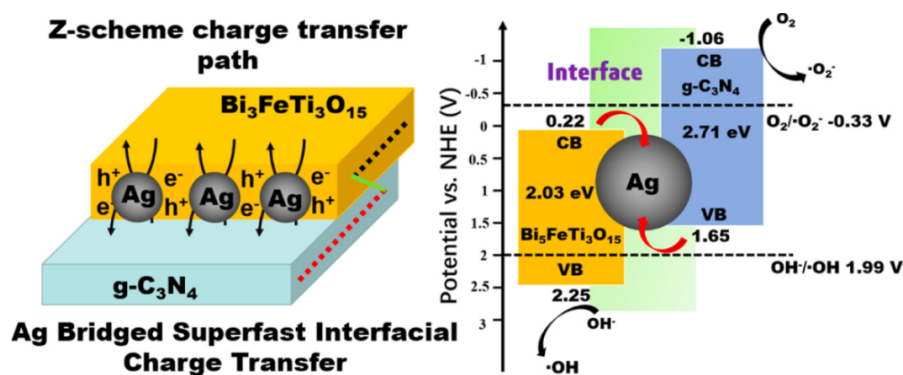 Z-scheme charge transfer
path
Bi₃FeTi₃O₁₅
h⁺ Ag e⁻ Ag e⁻ Ag e⁻
e⁻ h⁺ h⁺ e⁻ h⁺
g-C₃N₄
Ag Bridged Superfast Interfacial
Charge Transfer
Potential vs. NHE (V)
-1
-0.5
0
0.5
1
1.5
2
2.5
3
Interface
0.22
CB
2.03 eV
Bi₅FeTi₃O₁₅
VB
2.25
Ag
-1.06
CB
g-C₃N₄
2.71 eV
VB
1.65
O₂
·O₂⁻
O₂/·O₂⁻ -0.33 V
OH⁻/·OH 1.99 V
OH⁻
·OH